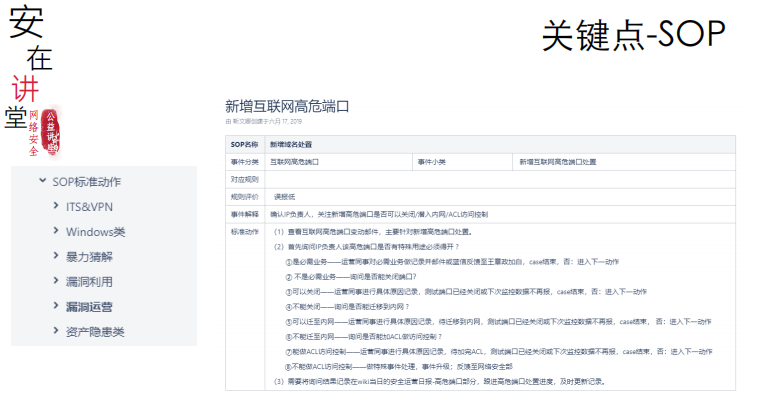 安在讲堂
网络安全
公益讲座
关键点-SOP
SOP标准动作
ITS&VPN
Windows类
暴力猜解
漏洞利用
漏洞运营
资产隐患类
新增互联网高危端口
创建于六月 17, 2019
SOP名称 新增域名处置
事件分类 互联网高危端口 事件小类 新增互联网高危端口处置
对应规则
规则评价 误报低
事件解释 确认IP负责人，关注新增高危端口是否可以关闭/潜入内网/ACL访问控制
标准动作 （1）查看互联网高危端口变动邮件，主要针对新增高危端口处置。
（2）首先询问IP负责人该高危端口是否有特殊用途必须得开？
①是必需业务——运营同事对必需业务做记录并邮件或蓝信反馈至王嘉政加白，case结束，否：进入下一动作
② 不是必需业务——询问是否能关闭端口？
③可以关闭——运营同事进行具体原因记录，测试端口已经关闭或下次监控数据不再报，case结束，否：进入下一动作
④不能关闭——询问是否能迁移到内网？
⑤可以迁至内网——运营同事进行具体原因记录，待迁移到内网，测试端口已经关闭或下次监控数据不再报，case结束， 否：进入下一动作
⑥不能迁至内网——询问是否能加ACL做访问控制？
⑦能做ACL访问控制——运营同事进行具体原因记录，待加完ACL，测试端口已经关闭或下次监控数据不再报，case结束，否：进入下一动作
⑧不能做ACL访问控制——做特殊事件处理，事件升级；反馈至网络安全部
（3）需要将询问结果记录在wiki当日的安全运营日报-高危端口部分，跟进高危端口处置进度，及时更新记录。